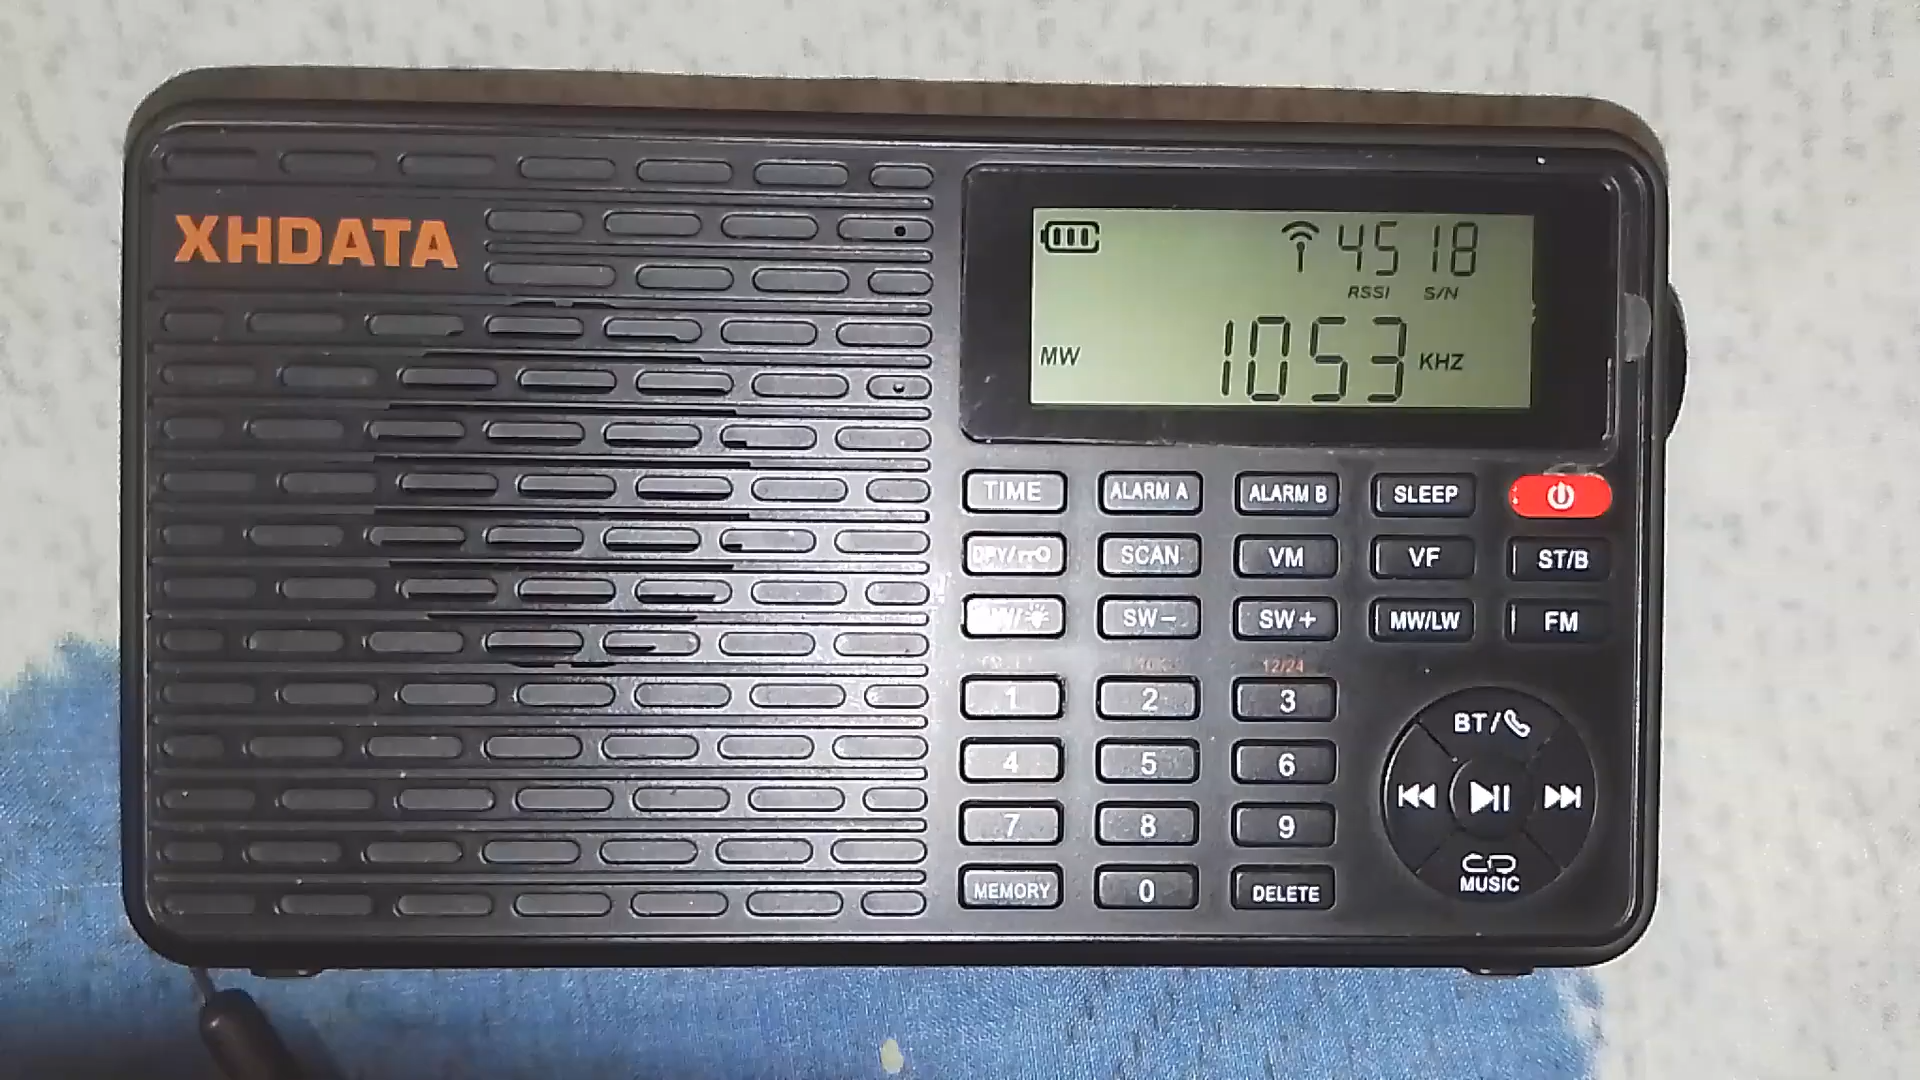 XHDATA
45 18
RSSI S/N
MW 1053 KHZ
TIME ALARM A ALARM B SLEEP
SCAN VM VF ST/B
SW- SW+ MW/LW FM
12/24
1 2 3
BT/
4 5 6
7 8 9
MUSIC
MEMORY 0 DELETE